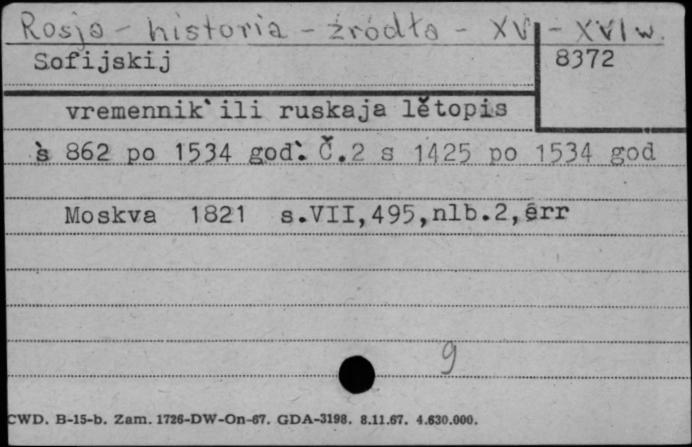 Rosja - historia - źródła - XV - XVI w.
Sofijskij
8372
vremennik`ili ruskaja lětopis
s̀ 862 po 1534 god`. Č.2 s 1425 po 1534 god
Moskva 1821 s.VII,495,nlb.2,err
9
CWD. B-15-b. Zam. 1726-DW-On-67. GDA-3198. 8.11.67. 4.630.000.